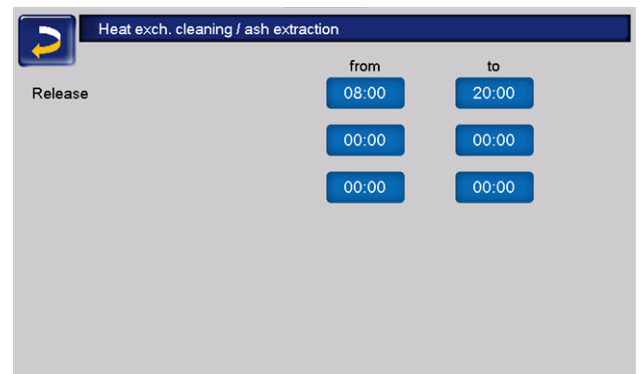 Heat exch. cleaning / ash extraction
from to
Release 08:00 20:00
00:00 00:00
00:00 00:00